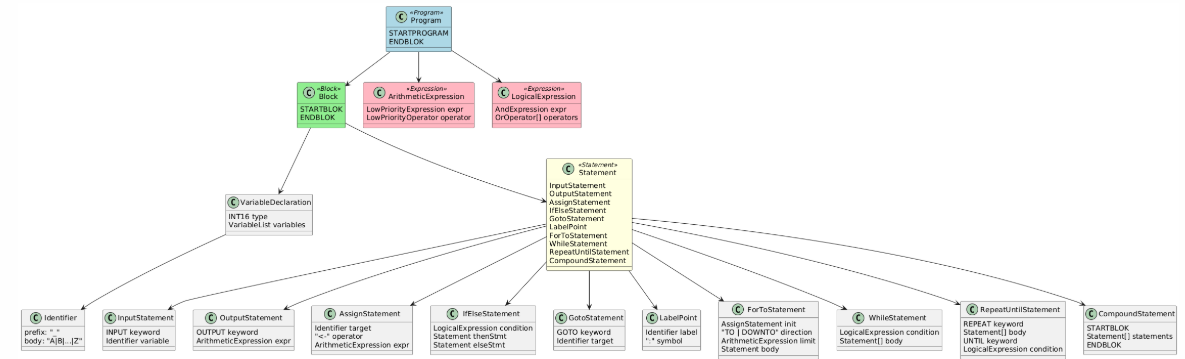 C «Program»
Program
STARTPROGRAM
ENDBLOK
C «Block»
Block
STARTBLOK
ENDBLOK
C «Expression»
ArithmeticExpression
LowPriorityExpression expr
LowPriorityOperator operator
C «Expression»
LogicalExpression
AndExpression expr
OrOperator[] operators
C «Statement»
Statement
InputStatement
OutputStatement
AssignStatement
IfElseStatement
GotoStatement
LabelPoint
ForToStatement
WhileStatement
RepeatUntilStatement
CompoundStatement
C VariableDeclaration
INT16 type
VariableList variables
C Identifier
prefix: "_"
body: "A|B|...|Z"
C InputStatement
INPUT keyword
Identifier variable
C OutputStatement
OUTPUT keyword
ArithmeticExpression expr
C AssignStatement
Identifier target
"<-" operator
ArithmeticExpression expr
C IfElseStatement
LogicalExpression condition
Statement thenStmt
Statement elseStmt
C GotoStatement
GOTO keyword
Identifier target
C LabelPoint
Identifier label
":" symbol
C ForToStatement
AssignStatement init
"TO | DOWNTO" direction
ArithmeticExpression limit
Statement body
C WhileStatement
LogicalExpression condition
Statement[] body
C RepeatUntilStatement
REPEAT keyword
Statement[] body
UNTIL keyword
LogicalExpression condition
C CompoundStatement
STARTBLOK
Statement[] statements
ENDBLOK